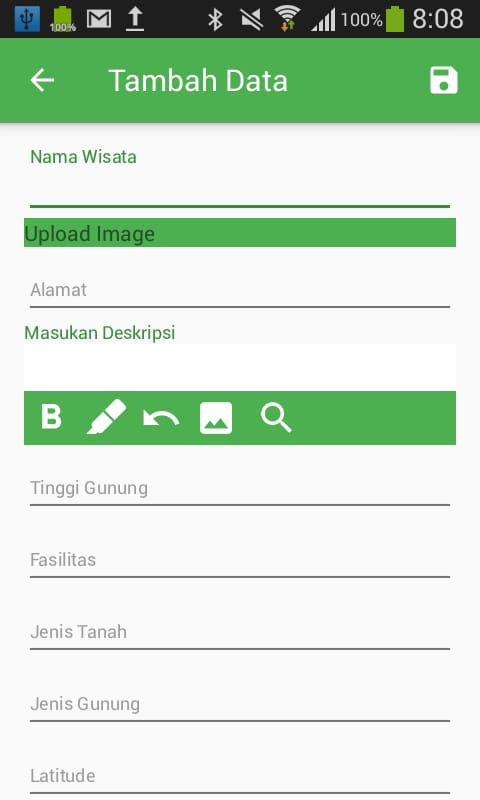 100%
100%
8:08
Tambah Data
Nama Wisata
Upload Image
Alamat
Masukan Deskripsi
B
Tinggi Gunung
Fasilitas
Jenis Tanah
Jenis Gunung
Latitude